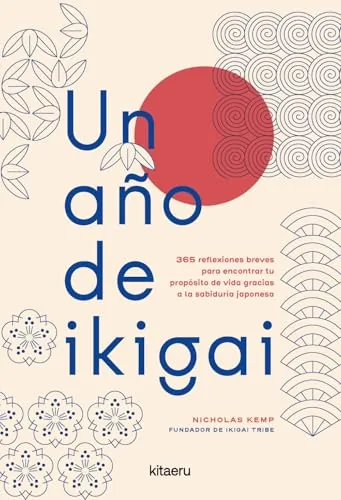 Un
año
de
ikigai
365 reflexiones breves
para encontrar tu
propósito de vida gracias
a la sabiduría japonesa
NICHOLAS KEMP
FUNDADOR DE IKIGAI TRIBE
kitaeru